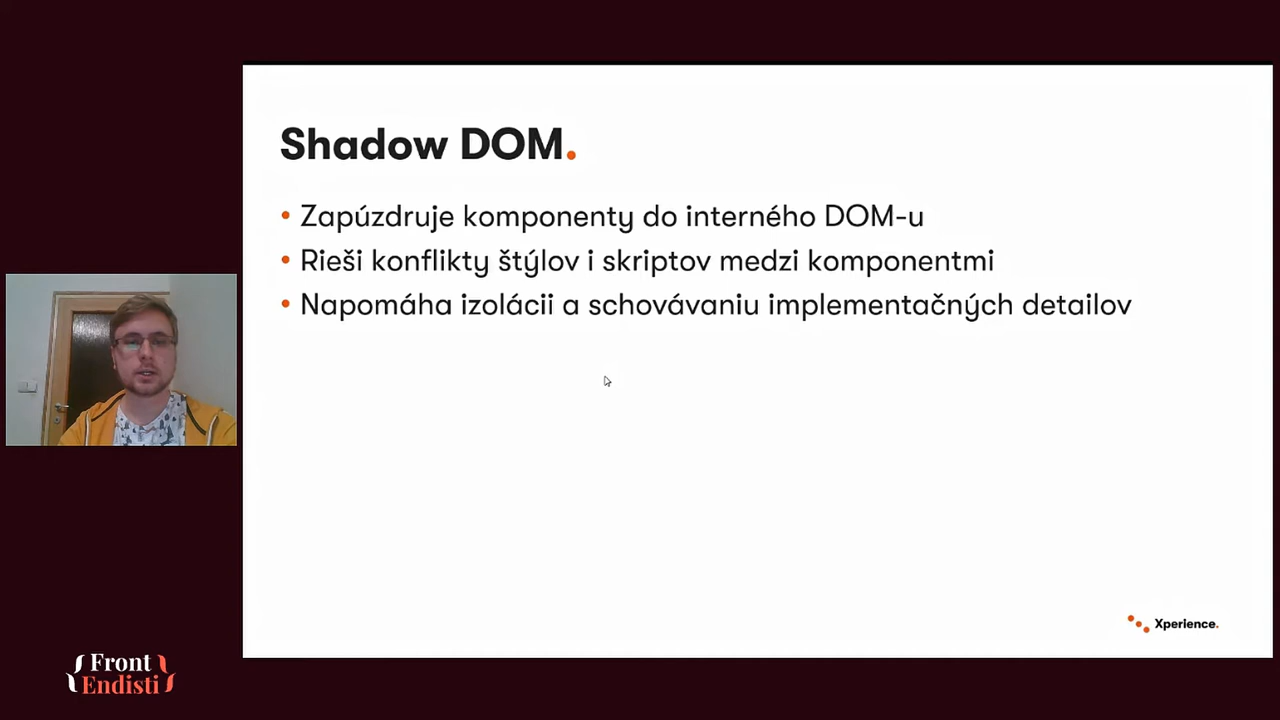 Shadow DOM.
• Zapúzdruje komponenty do interného DOM-u
• Rieši konflikty štýlov i skriptov medzi komponentmi
• Napomáha izolácii a schovávaniu implementačných detailov
Xperience.
{Front
Endisti}